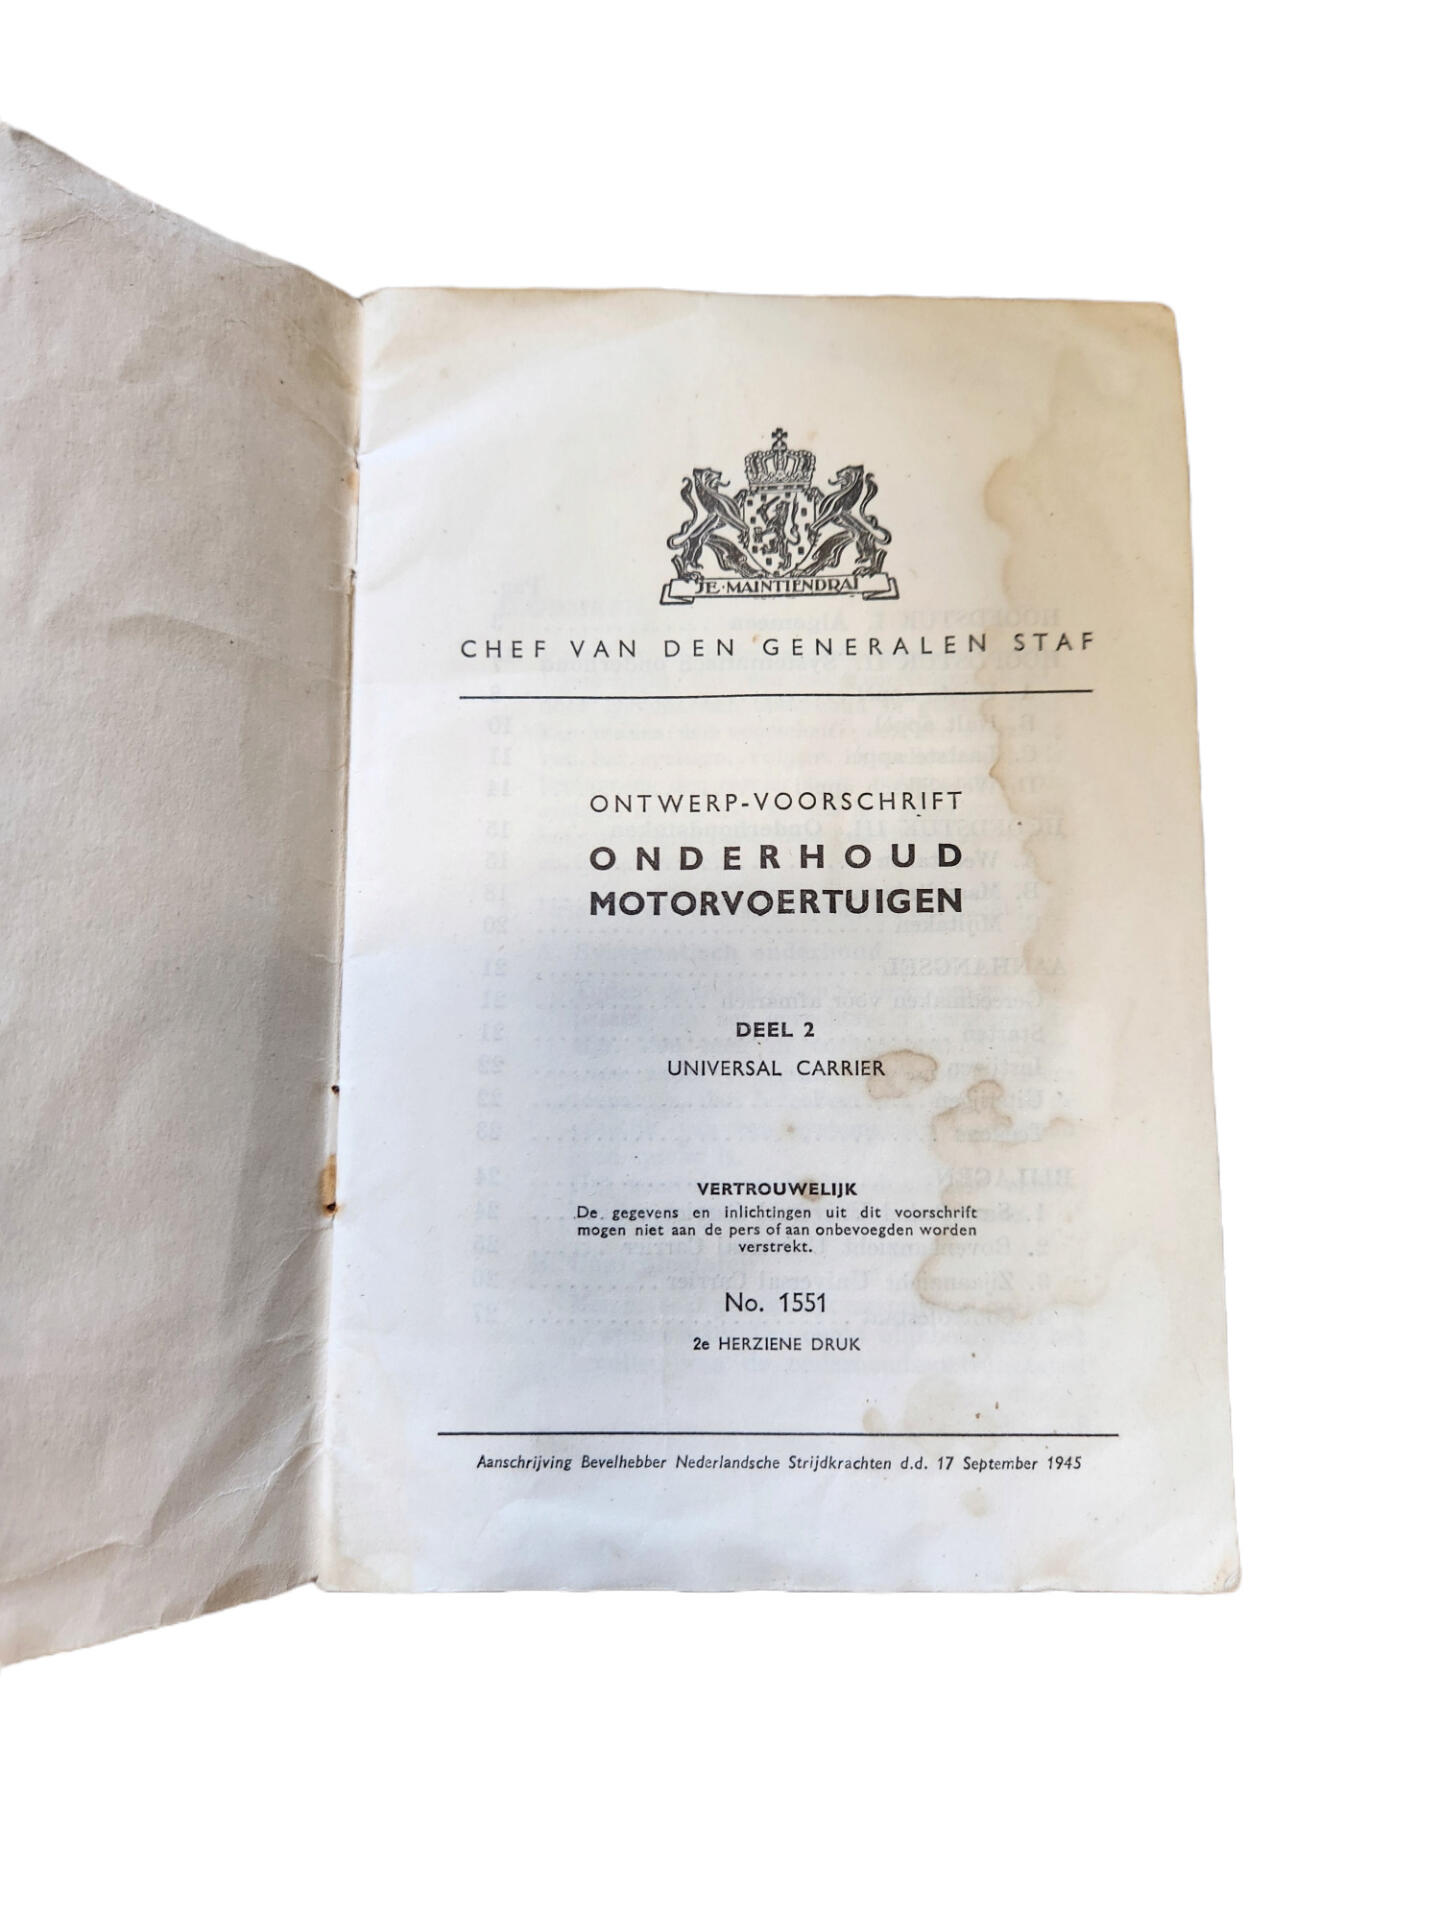 JE·MAINTIENDRAI
CHEF VAN DEN GENERALEN STAF
ONTWERP-VOORSCHRIFT
ONDERHOUD
MOTORVOERTUIGEN
DEEL 2
UNIVERSAL CARRIER
VERTROUWELIJK
De gegevens en inlichtingen uit dit voorschrift
mogen niet aan de pers of aan onbevoegden worden
verstrekt.
No. 1551
2e HERZIENE DRUK
Aanschrijving Bevelhebber Nederlandsche Strijdkrachten d.d. 17 September 1945